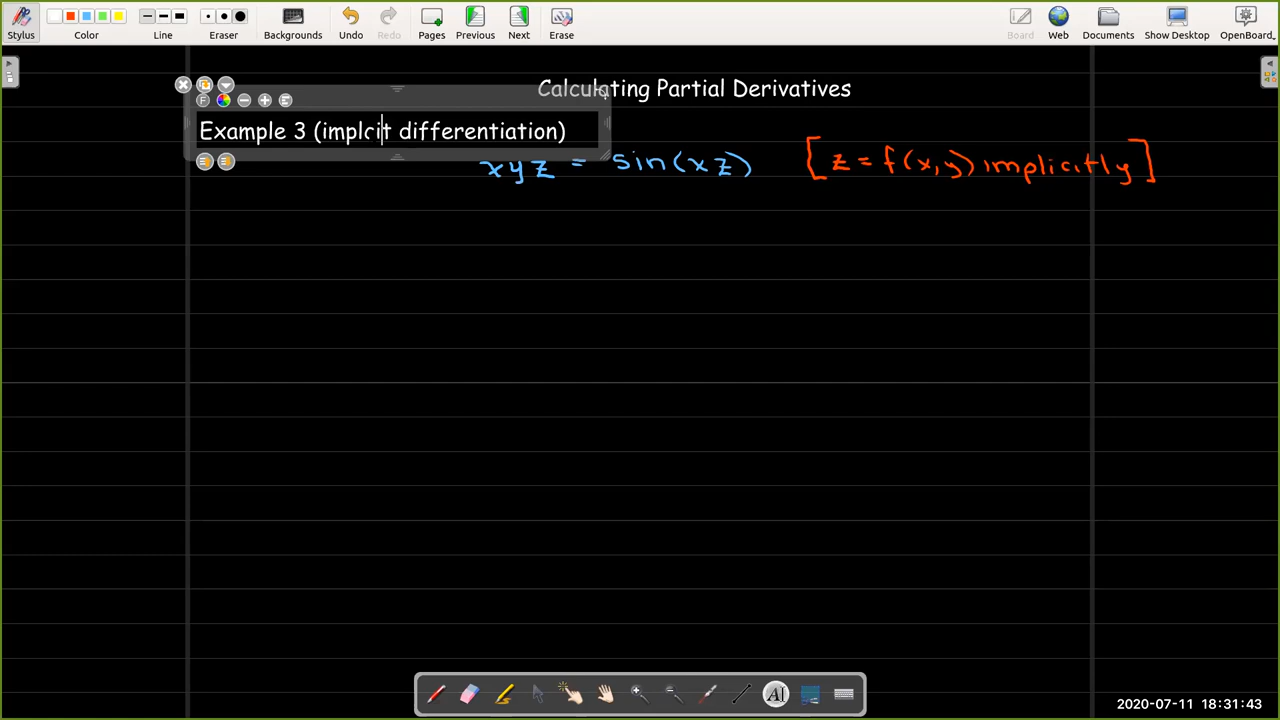 Stylus Color Line Eraser Backgrounds Undo Redo Pages Previous Next Erase Board Web Documents Show Desktop OpenBoard
Calculating Partial Derivatives
F
Example 3 (implcit differentiation)
xyz = sin(xz) [z = f(x,y) implicitly]
A
2020-07-11 18:31:43